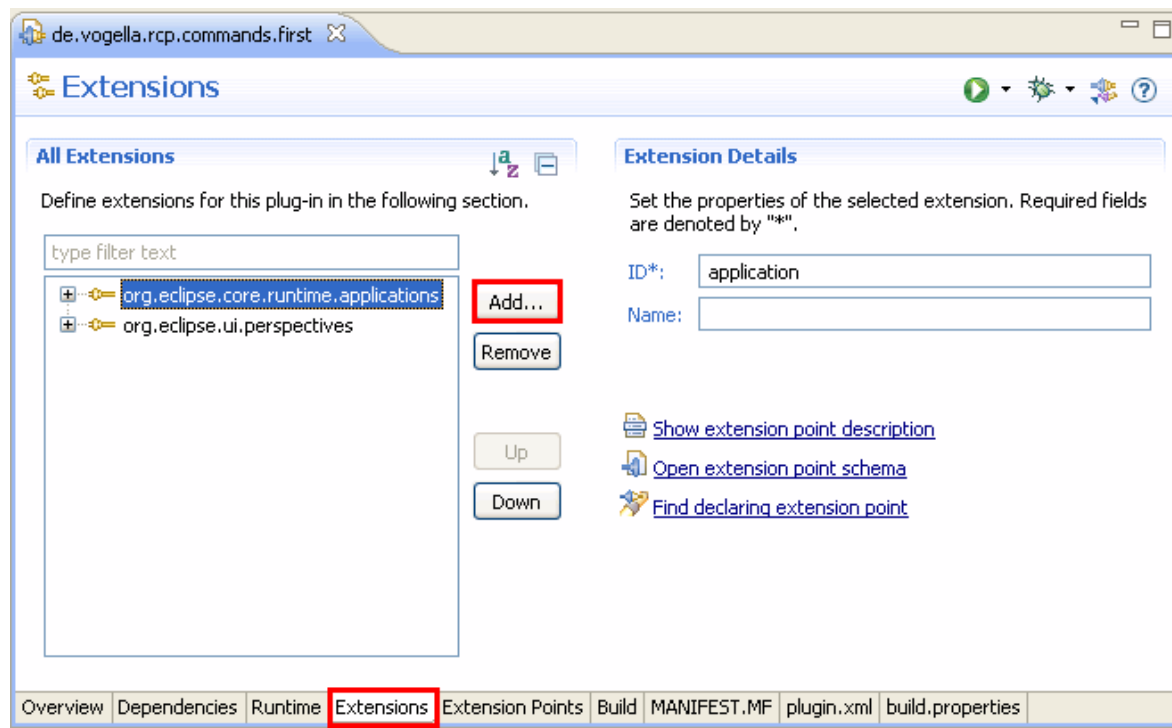 de.vogella.rcp.commands.first
Extensions
All Extensions
Define extensions for this plug-in in the following section.
type filter text
org.eclipse.core.runtime.applications
org.eclipse.ui.perspectives
Add...
Remove
Up
Down
Extension Details
Set the properties of the selected extension. Required fields
are denoted by "*".
ID*: application
Name:
Show extension point description
Open extension point schema
Find declaring extension point
Overview Dependencies Runtime Extensions Extension Points Build MANIFEST.MF plugin.xml build.properties